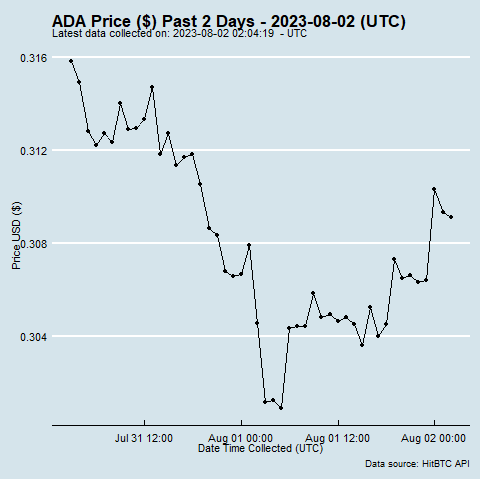 ADA Price ($) Past 2 Days - 2023-08-02 (UTC)
Latest data collected on: 2023-08-02 02:04:19 - UTC
0.316
0.312
0.308
0.304
Price USD ($)
Jul 31 12:00
Aug 01 00:00
Aug 01 12:00
Aug 02 00:00
Date Time Collected (UTC)
Data source: HitBTC API